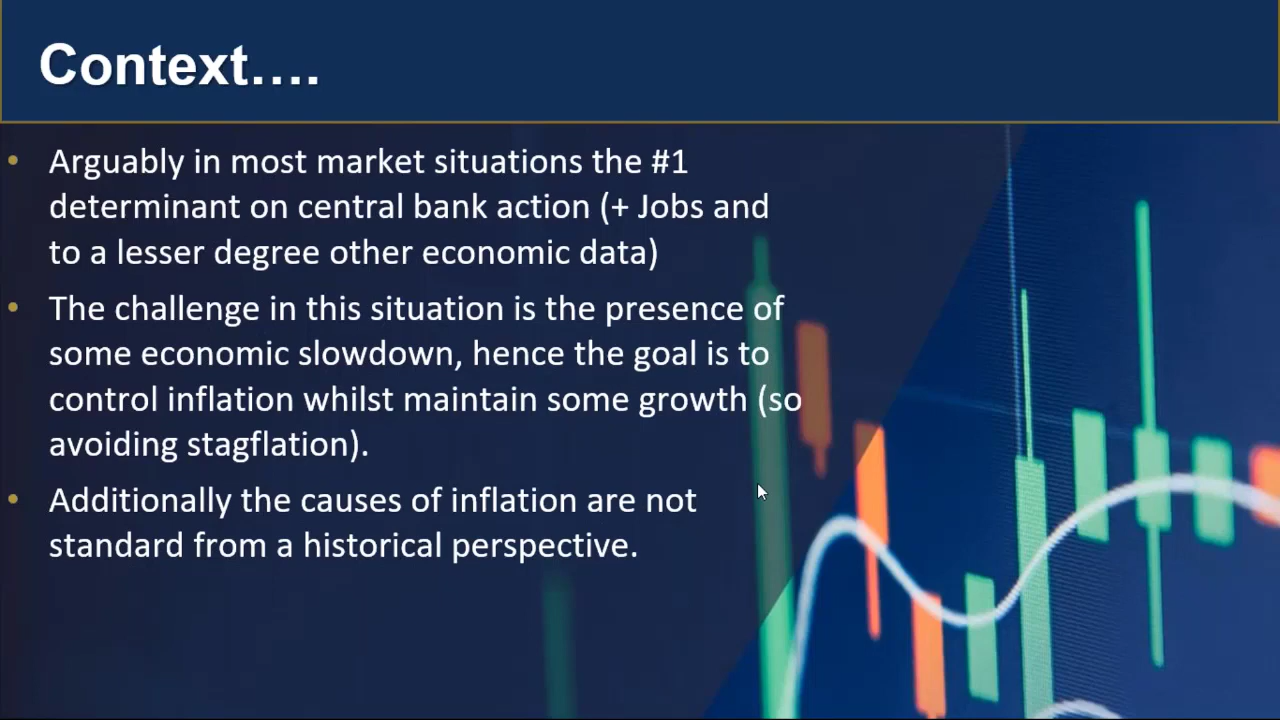 Context....
• Arguably in most market situations the #1
determinant on central bank action (+ Jobs and
to a lesser degree other economic data)
• The challenge in this situation is the presence of
some economic slowdown, hence the goal is to
control inflation whilst maintain some growth (so
avoiding stagflation).
• Additionally the causes of inflation are not
standard from a historical perspective.